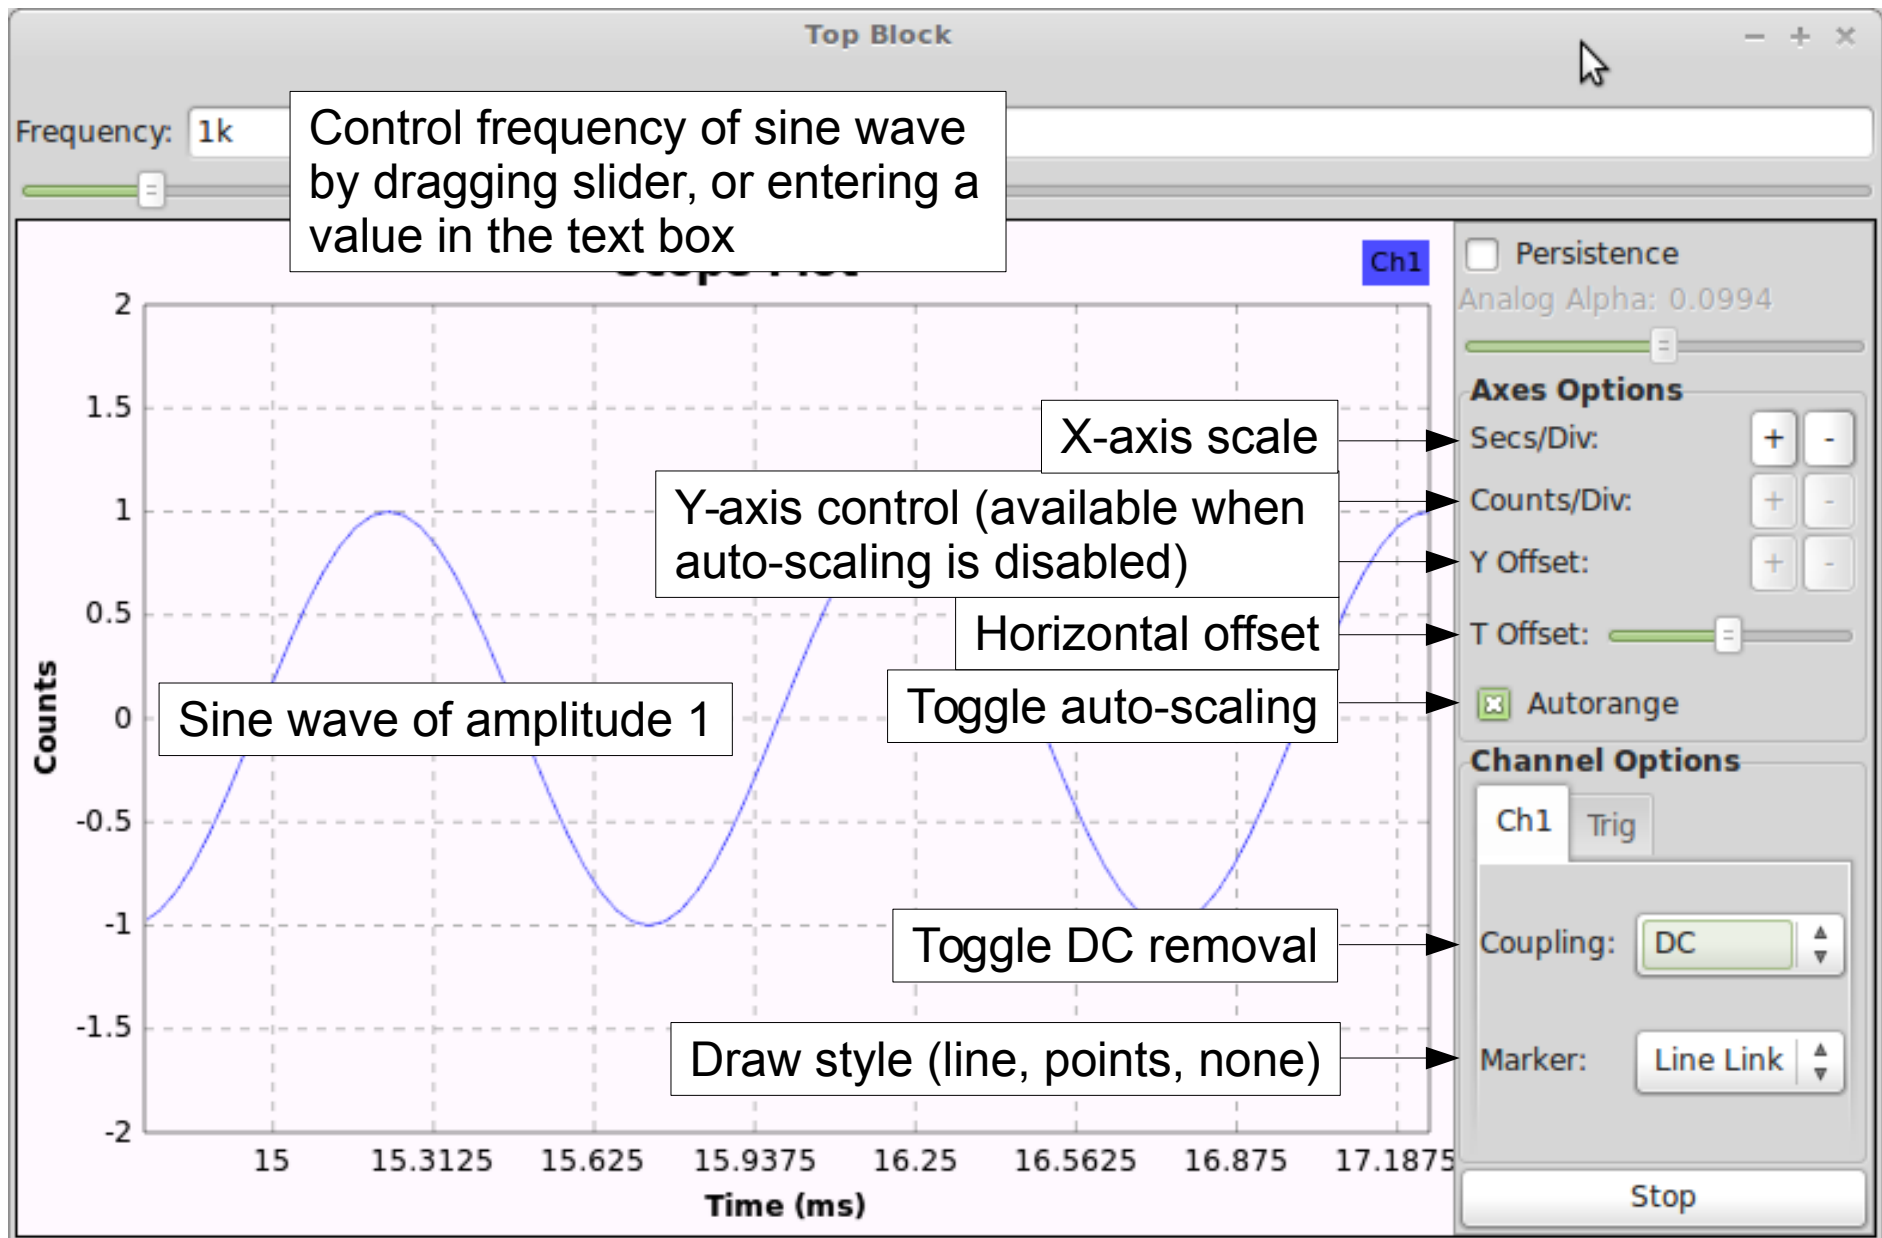 Top Block
Frequency: 1k
Control frequency of sine wave
by dragging slider, or entering a
value in the text box
Ch1
Persistence
Analog Alpha: 0.0994
Axes Options
X-axis scale
Secs/Div: + -
Y-axis control (available when
auto-scaling is disabled)
Counts/Div: + -
Y Offset: + -
Horizontal offset
T Offset:
Toggle auto-scaling
Autorange
Sine wave of amplitude 1
Channel Options
Ch1 Trig
Toggle DC removal
Coupling: DC
Draw style (line, points, none)
Marker: Line Link
Stop
Counts
2
1.5
1
0.5
0
-0.5
-1
-1.5
-2
15 15.3125 15.625 15.9375 16.25 16.5625 16.875 17.1875
Time (ms)